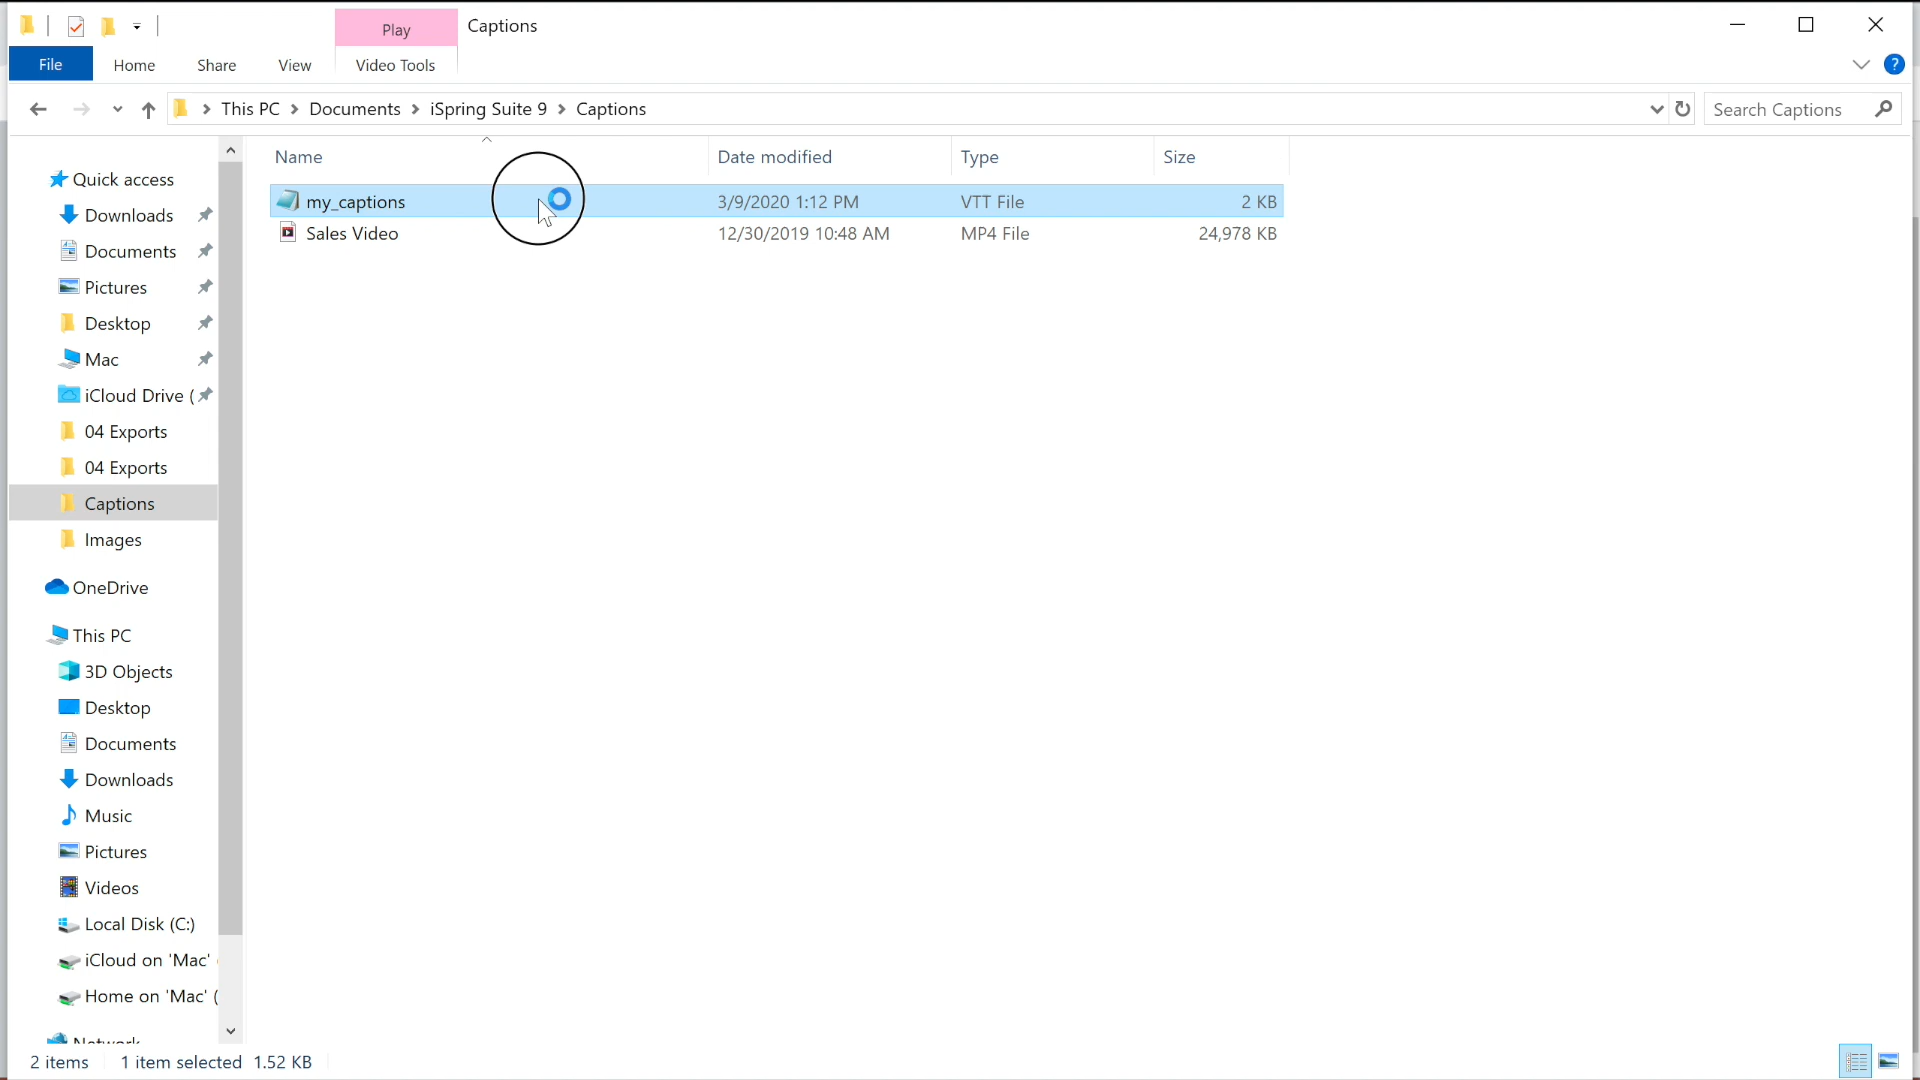 Play
Captions
File
Home
Share
View
Video Tools
?
This PC
Documents
iSpring Suite 9
Captions
Search Captions
Name
Date modified
Type
Size
my_captions
3/9/2020 1:12 PM
VTT File
2 KB
Sales Video
12/30/2019 10:48 AM
MP4 File
24,978 KB
Quick access
Downloads
Documents
Pictures
Desktop
Mac
iCloud Drive (
04 Exports
04 Exports
Captions
Images
OneDrive
This PC
3D Objects
Desktop
Documents
Downloads
Music
Pictures
Videos
Local Disk (C:)
iCloud on 'Mac' (
Home on 'Mac' (
Network
2 items
1 item selected 1.52 KB